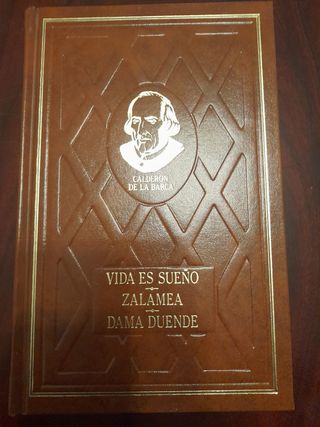 CALDERÓN
DE LA BARCA
VIDA ES SUEÑO
ZALAMEA
DAMA DUENDE